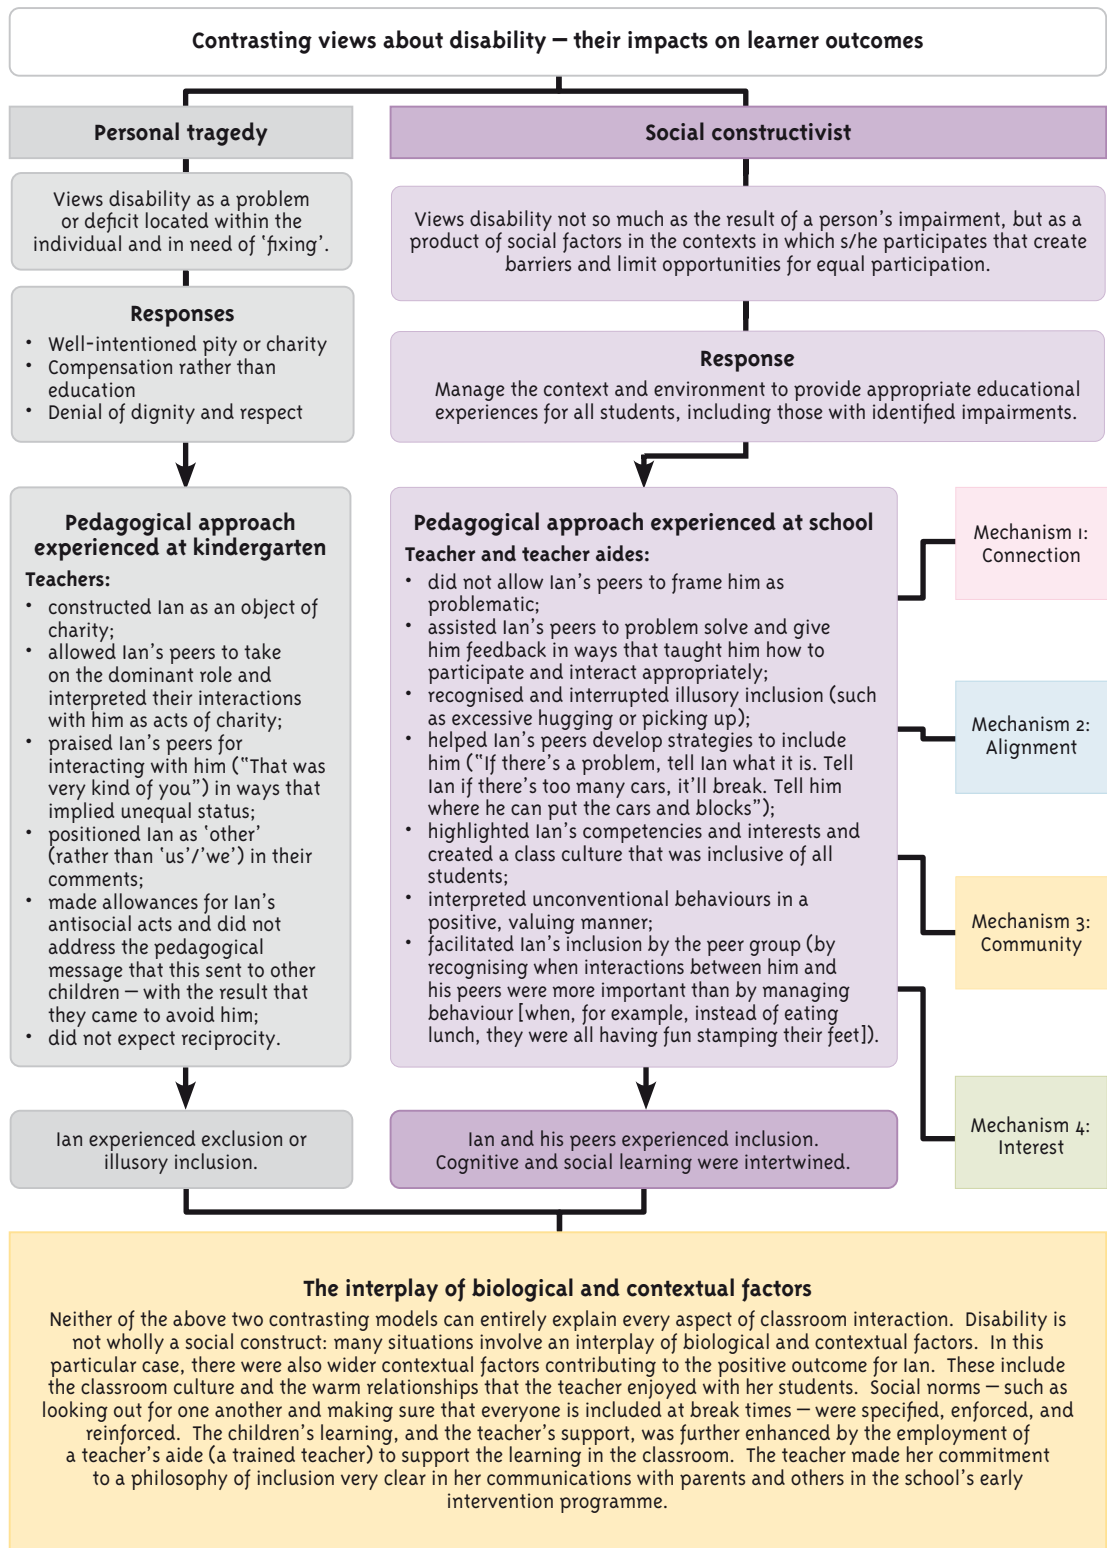 Contrasting views about disability – their impacts on learner outcomes
Personal tragedy
Views disability as a problem
or deficit located within the
individual and in need of ‘fixing’.
Responses
• Well-intentioned pity or charity
• Compensation rather than
education
• Denial of dignity and respect
Pedagogical approach
experienced at kindergarten
Teachers:
• constructed Ian as an object of
charity;
• allowed Ian’s peers to take
on the dominant role and
interpreted their interactions
with him as acts of charity;
• praised Ian’s peers for
interacting with him (“That was
very kind of you”) in ways that
implied unequal status;
• positioned Ian as ‘other’
(rather than ‘us’/‘we’) in their
comments;
• made allowances for Ian’s
antisocial acts and did not
address the pedagogical
message that this sent to other
children – with the result that
they came to avoid him;
• did not expect reciprocity.
Ian experienced exclusion or
illusory inclusion.
Social constructivist
Views disability not so much as the result of a person’s impairment, but as a
product of social factors in the contexts in which s/he participates that create
barriers and limit opportunities for equal participation.
Response
Manage the context and environment to provide appropriate educational
experiences for all students, including those with identified impairments.
Pedagogical approach experienced at school
Teacher and teacher aides:
• did not allow Ian’s peers to frame him as
problematic;
• assisted Ian’s peers to problem solve and give
him feedback in ways that taught him how to
participate and interact appropriately;
• recognised and interrupted illusory inclusion (such
as excessive hugging or picking up);
• helped Ian’s peers develop strategies to include
him (“If there’s a problem, tell Ian what it is. Tell
Ian if there’s too many cars, it’ll break. Tell him
where he can put the cars and blocks”);
• highlighted Ian’s competencies and interests and
created a class culture that was inclusive of all
students;
• interpreted unconventional behaviours in a
positive, valuing manner;
• facilitated Ian’s inclusion by the peer group (by
recognising when interactions between him and
his peers were more important than by managing
behaviour [when, for example, instead of eating
lunch, they were all having fun stamping their feet]).
Ian and his peers experienced inclusion.
Cognitive and social learning were intertwined.
Mechanism 1:
Connection
Mechanism 2:
Alignment
Mechanism 3:
Community
Mechanism 4:
Interest
The interplay of biological and contextual factors
Neither of the above two contrasting models can entirely explain every aspect of classroom interaction. Disability is
not wholly a social construct: many situations involve an interplay of biological and contextual factors. In this
particular case, there were also wider contextual factors contributing to the positive outcome for Ian. These include
the classroom culture and the warm relationships that the teacher enjoyed with her students. Social norms – such as
looking out for one another and making sure that everyone is included at break times – were specified, enforced, and
reinforced. The children’s learning, and the teacher’s support, was further enhanced by the employment of
a teacher’s aide (a trained teacher) to support the learning in the classroom. The teacher made her commitment
to a philosophy of inclusion very clear in her communications with parents and others in the school’s early
intervention programme.